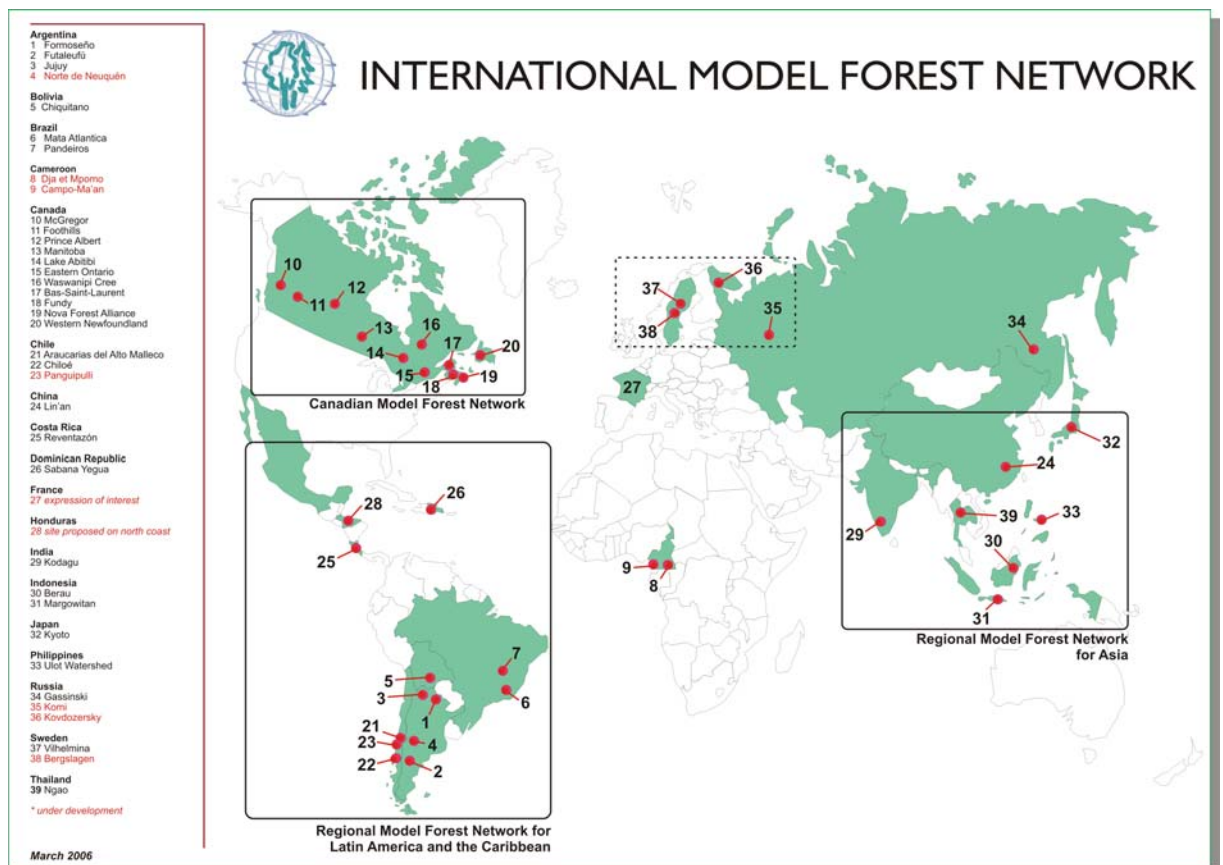 INTERNATIONAL MODEL FOREST NETWORK
Argentina
1 Formoseño
2 Futaleufú
3 Jujuy
4 Norte de Neuquén
Bolivia
5 Chiquitano
Brazil
6 Mata Atlantica
7 Pandeiros
Cameroon
8 Dja et Mpomo
9 Campo-Ma'an
Canada
10 McGregor
11 Foothills
12 Prince Albert
13 Manitoba
14 Lake Abitibi
15 Eastern Ontario
16 Waswanipi Cree
17 Bas-Saint-Laurent
18 Fundy
19 Nova Forest Alliance
20 Western Newfoundland
Chile
21 Araucarias del Alto Malleco
22 Chiloé
23 Panguipulli
China
24 Lin'an
Costa Rica
25 Reventazón
Dominican Republic
26 Sabana Yegua
France
27 expression of interest
Honduras
28 site proposed on north coast
India
29 Kodagu
Indonesia
30 Berau
31 Margowitan
Japan
32 Kyoto
Philippines
33 Ulot Watershed
Russia
34 Gassinski
35 Komi
36 Kovdozersky
Sweden
37 Vilhelmina
38 Bergslagen
Thailand
39 Ngao
* under development
March 2006
10
11
12
13
14
15
16
17
18
19
20
Canadian Model Forest Network
36
37
38
35
34
27
28
26
25
5
3
1
7
6
21
23
22
4
2
Regional Model Forest Network for
Latin America and the Caribbean
9
8
32
24
29
39
33
30
31
Regional Model Forest Network
for Asia